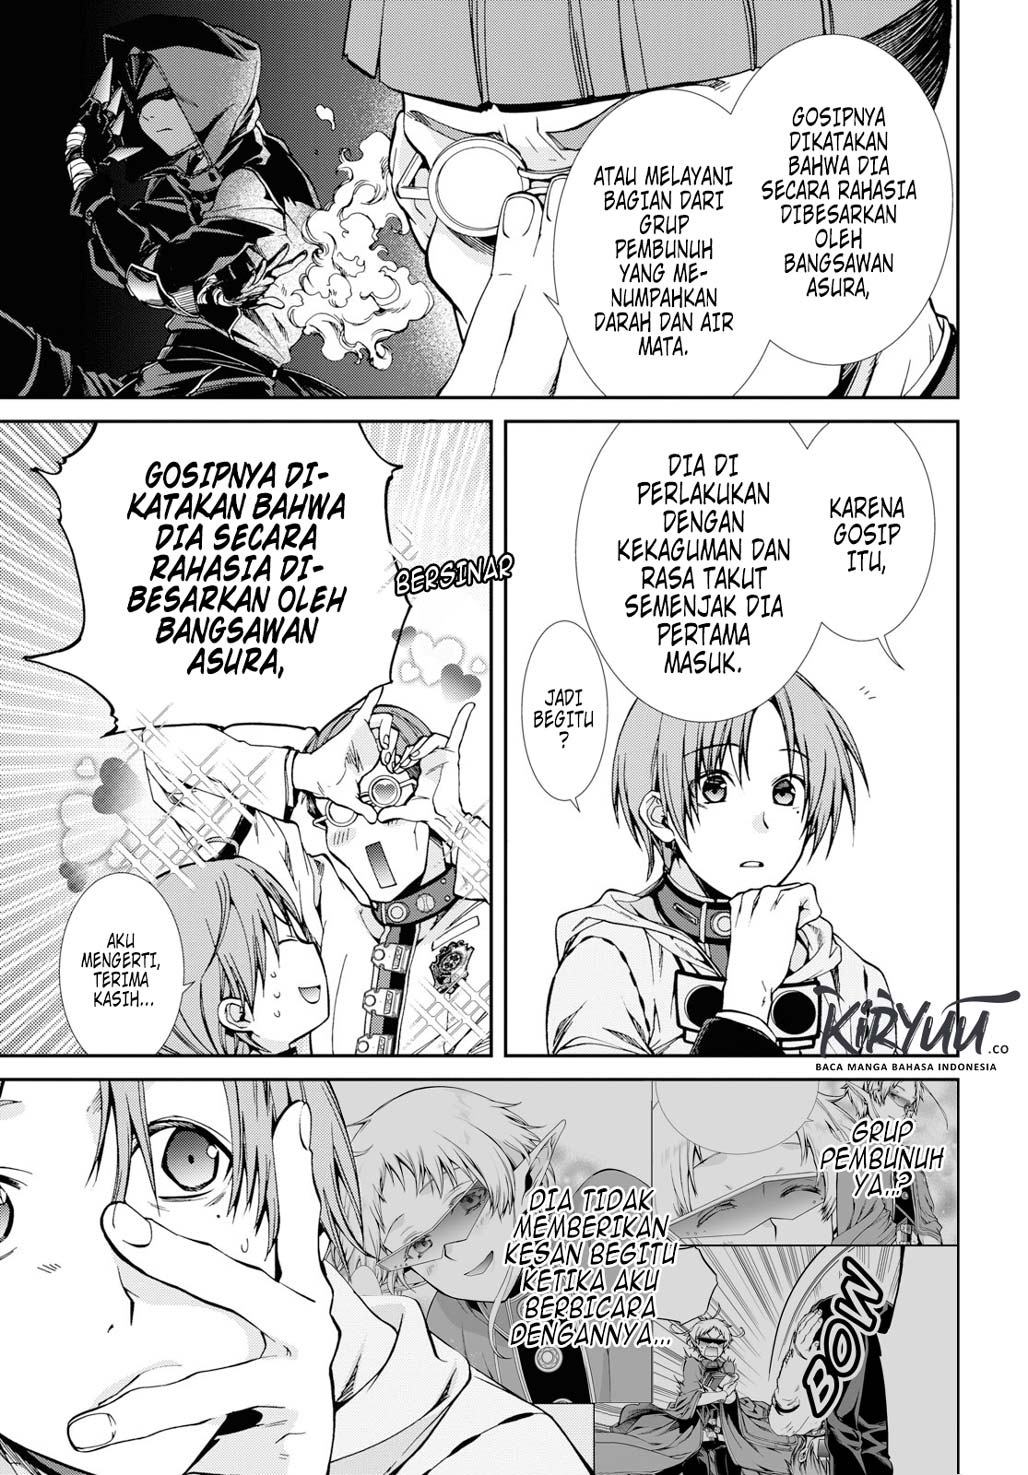 GOSIPNYA
DIKATAKAN
BAHWA DIA
SECARA RAHASIA
DIBESARKAN
OLEH
BANGSAWAN
ASURA,
ATAU MELAYANI
BAGIAN DARI
GRUP
PEMBUNUH
YANG ME-
NUMPAHKAN
DARAH DAN AIR
MATA.
KARENA
GOSIP
ITU,
DIA DI
PERLAKUKAN
DENGAN
KEKAGUMAN DAN
RASA TAKUT
SEMENJAK DIA
PERTAMA
MASUK.
JADI
BEGITU
?
GOSIPNYA DI-
KATAKAN BAHWA
DIA SECARA
RAHASIA DI-
BESARKAN OLEH
BANGSAWAN
ASURA,
BERSINAR
AKU
MENGERTI,
TERIMA
KASIH...
KiRYUU.CO
BACA MANGA BAHASA INDONESIA
GRUP
PEMBUNUH
YA...?
DIA TIDAK
MEMBERIKAN
KESAN BEGITU
KETIKA AKU
BERBICARA
DENGANNYA...
BOW